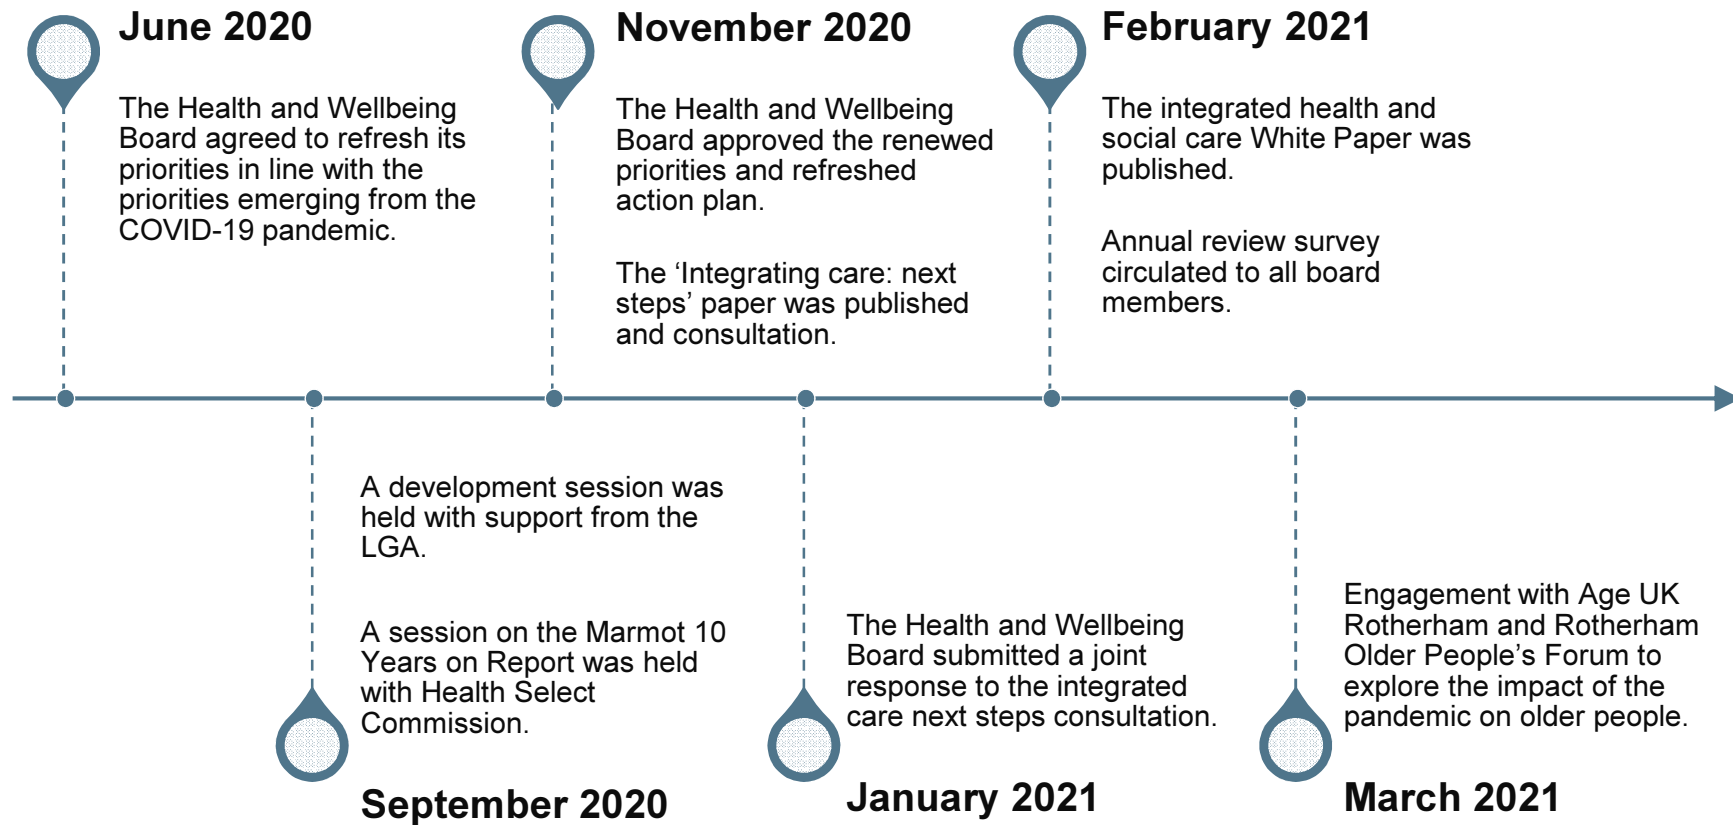 June 2020
The Health and Wellbeing
Board agreed to refresh its
priorities in line with the
priorities emerging from the
COVID-19 pandemic.
November 2020
The Health and Wellbeing
Board approved the renewed
priorities and refreshed
action plan.
The ‘Integrating care: next
steps’ paper was published
and consultation.
February 2021
The integrated health and
social care White Paper was
published.
Annual review survey
circulated to all board
members.
A development session was
held with support from the
LGA.
A session on the Marmot 10
Years on Report was held
with Health Select
Commission.
September 2020
The Health and Wellbeing
Board submitted a joint
response to the integrated
care next steps consultation.
January 2021
Engagement with Age UK
Rotherham and Rotherham
Older People’s Forum to
explore the impact of the
pandemic on older people.
March 2021